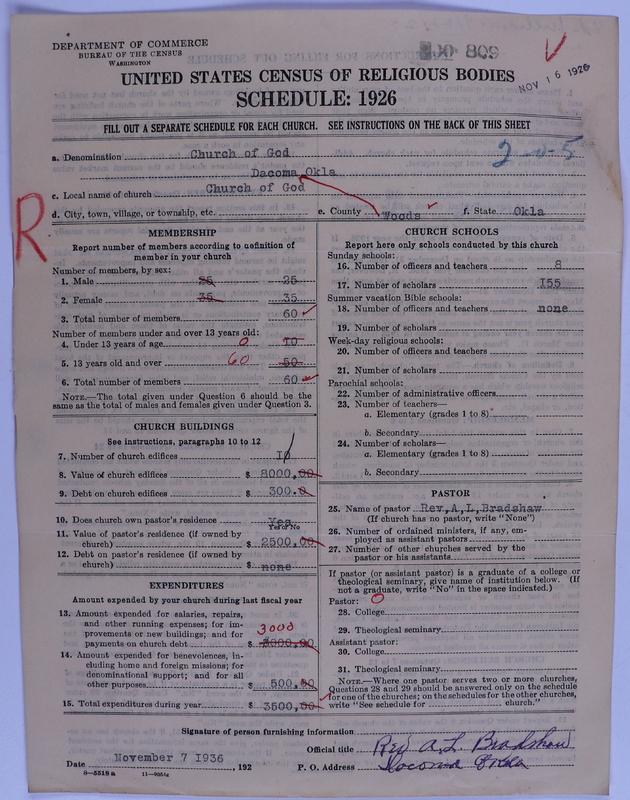 DEPARTMENT OF COMMERCE
BUREAU OF THE CENSUS
WASHINGTON
809
NOV 16 1926
UNITED STATES CENSUS OF RELIGIOUS BODIES
SCHEDULE: 1926
FILL OUT A SEPARATE SCHEDULE FOR EACH CHURCH. SEE INSTRUCTIONS ON THE BACK OF THIS SHEET
a. Denomination Church of God
2-0-5
Dacoma, Okla
c. Local name of church Church of God
d. City, town, village, or township, etc. e. County Woods f. State Okla
R
MEMBERSHIP
Report number of members according to definition of
member in your church
Number of members, by sex:
1. Male 25 25
2. Female 35 35
3. Total number of members 60
Number of members under and over 13 years old:
4. Under 13 years of age 0 10
5. 13 years old and over 60 50
6. Total number of members 60
NOTE.—The total given under Question 6 should be
same as the total of males and females given under Question 3.
CHURCH BUILDINGS
See instructions, paragraphs 10 to 12
7. Number of church edifices 1
8. Value of church edifices $ 8000,00
9. Debt on church edifices $ 300.0
10. Does church own pastor's residence Yes
Yes or No
11. Value of pastor's residence (if owned by
church) $ 2500,00
12. Debt on pastor's residence (if owned by
church) $ none
EXPENDITURES
Amount expended by your church during last fiscal year
13. Amount expended for salaries, repairs,
and other running expenses; for im-
provements or new buildings; and for
payments on church debt $ 3000,00
3000
14. Amount expended for benevolences, in-
cluding home and foreign missions; for
denominational support; and for all
other purposes $ 500,00
15. Total expenditures during year $ 3500,00
CHURCH SCHOOLS
Report here only schools conducted by this church
Sunday schools:
16. Number of officers and teachers 8
17. Number of scholars 155
Summer vacation Bible schools:
18. Number of officers and teachers none
19. Number of scholars
Week-day religious schools:
20. Number of officers and teachers
21. Number of scholars
Parochial schools:
22. Number of administrative officers
23. Number of teachers—
a. Elementary (grades 1 to 8)
b. Secondary
24. Number of scholars—
a. Elementary (grades 1 to 8)
b. Secondary
PASTOR
25. Name of pastor Rev,A,L,Bradshaw
(If church has no pastor, write "None")
26. Number of ordained ministers, if any, em-
ployed as assistant pastors
27. Number of other churches served by the
pastor or his assistants
If pastor (or assistant pastor) is a graduate of a college or
theological seminary, give name of institution below. (If
not a graduate, write "No" in the space indicated.)
Pastor: 0
28. College
29. Theological seminary
Assistant pastor:
30. College
31. Theological seminary
NOTE.—Where one pastor serves two or more churches,
Questions 28 and 29 should be answered only on the schedule
for one of the churches; on the schedules for the other churches,
write "See schedule for church."
Signature of person furnishing information
Official title Rev A L Bradshaw
Date November 7 1936, 192 P. O. Address Dacoma Okla
8—5518a 11—9051g